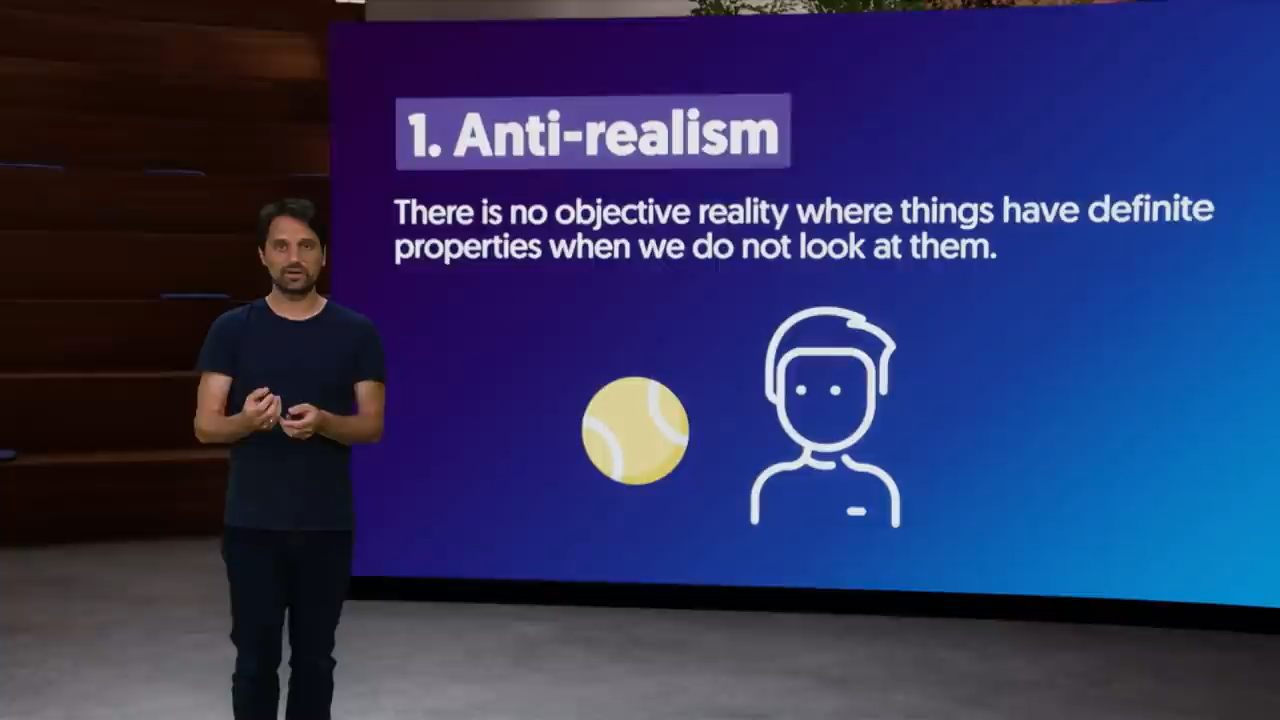 1. Anti-realism
There is no objective reality where things have definite
properties when we do not look at them.